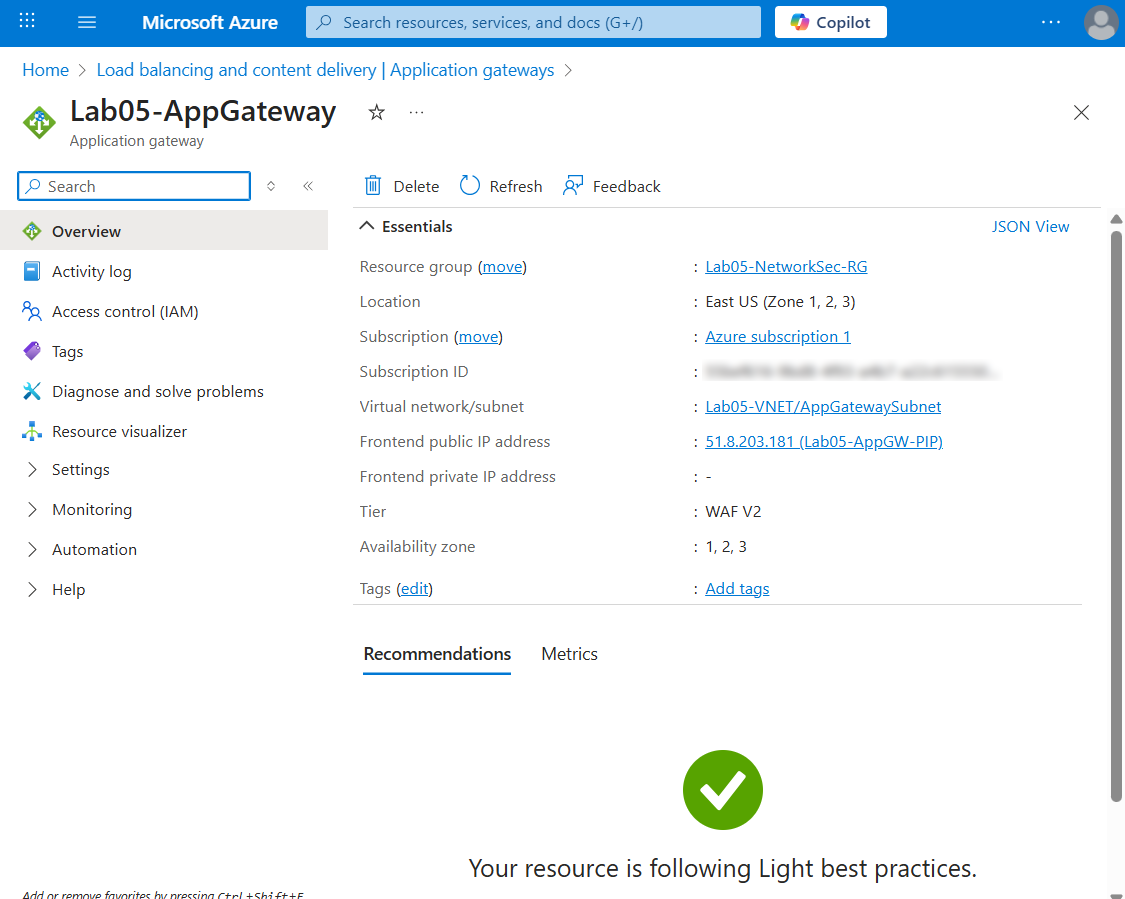 Microsoft Azure
Search resources, services, and docs (G+/)
Copilot
...
Home > Load balancing and content delivery | Application gateways >
Lab05-AppGateway
...
Application gateway
Search
Delete
Refresh
Feedback
Overview
Activity log
Access control (IAM)
Tags
Diagnose and solve problems
Resource visualizer
Settings
Monitoring
Automation
Help
Add or remove favorites by pressing Ctrl+Shift+F
Essentials
JSON View
Resource group (move) : Lab05-NetworkSec-RG
Location : East US (Zone 1, 2, 3)
Subscription (move) : Azure subscription 1
Subscription ID :
Virtual network/subnet : Lab05-VNET/AppGatewaySubnet
Frontend public IP address : 51.8.203.181 (Lab05-AppGW-PIP)
Frontend private IP address : -
Tier : WAF V2
Availability zone : 1, 2, 3
Tags (edit) : Add tags
Recommendations
Metrics
Your resource is following Light best practices.